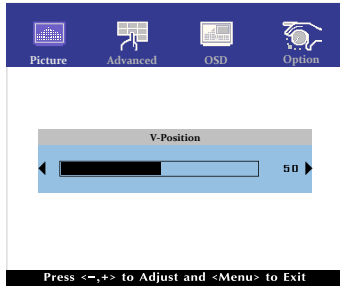 Picture Advanced OSD Option
V-Position
50
Press <-,+> to Adjust and <Menu> to Exit